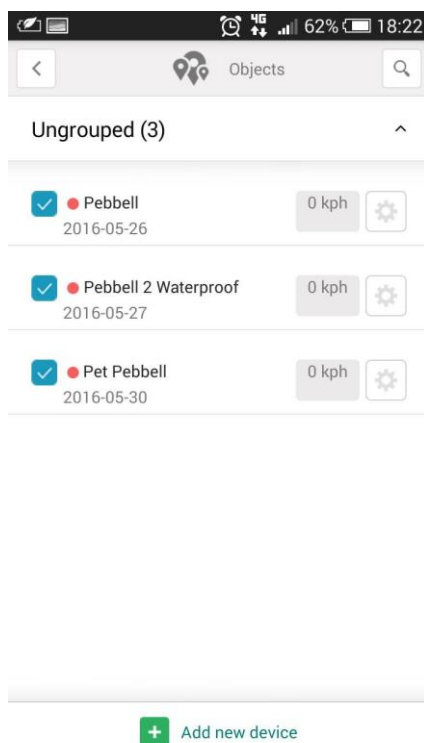 4G 62% 18:22
Objects
Ungrouped (3)
Pebbell 0 kph
2016-05-26
Pebbell 2 Waterproof 0 kph
2016-05-27
Pet Pebbell 0 kph
2016-05-30
Add new device